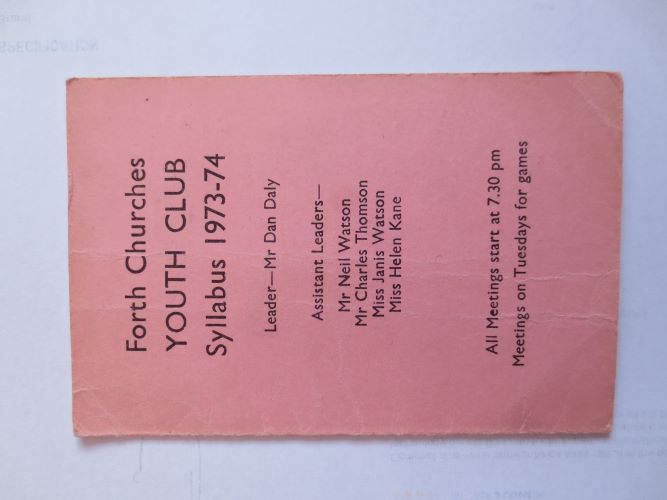 Forth Churches
YOUTH CLUB
Syllabus 1973-74
Leader—Mr Dan Daly
Assistant Leaders—
Mr Neil Watson
Mr Charles Thomson
Miss Janis Watson
Miss Helen Kane
All Meetings start at 7.30 pm
Meetings on Tuesdays for games
SPECIFICATION